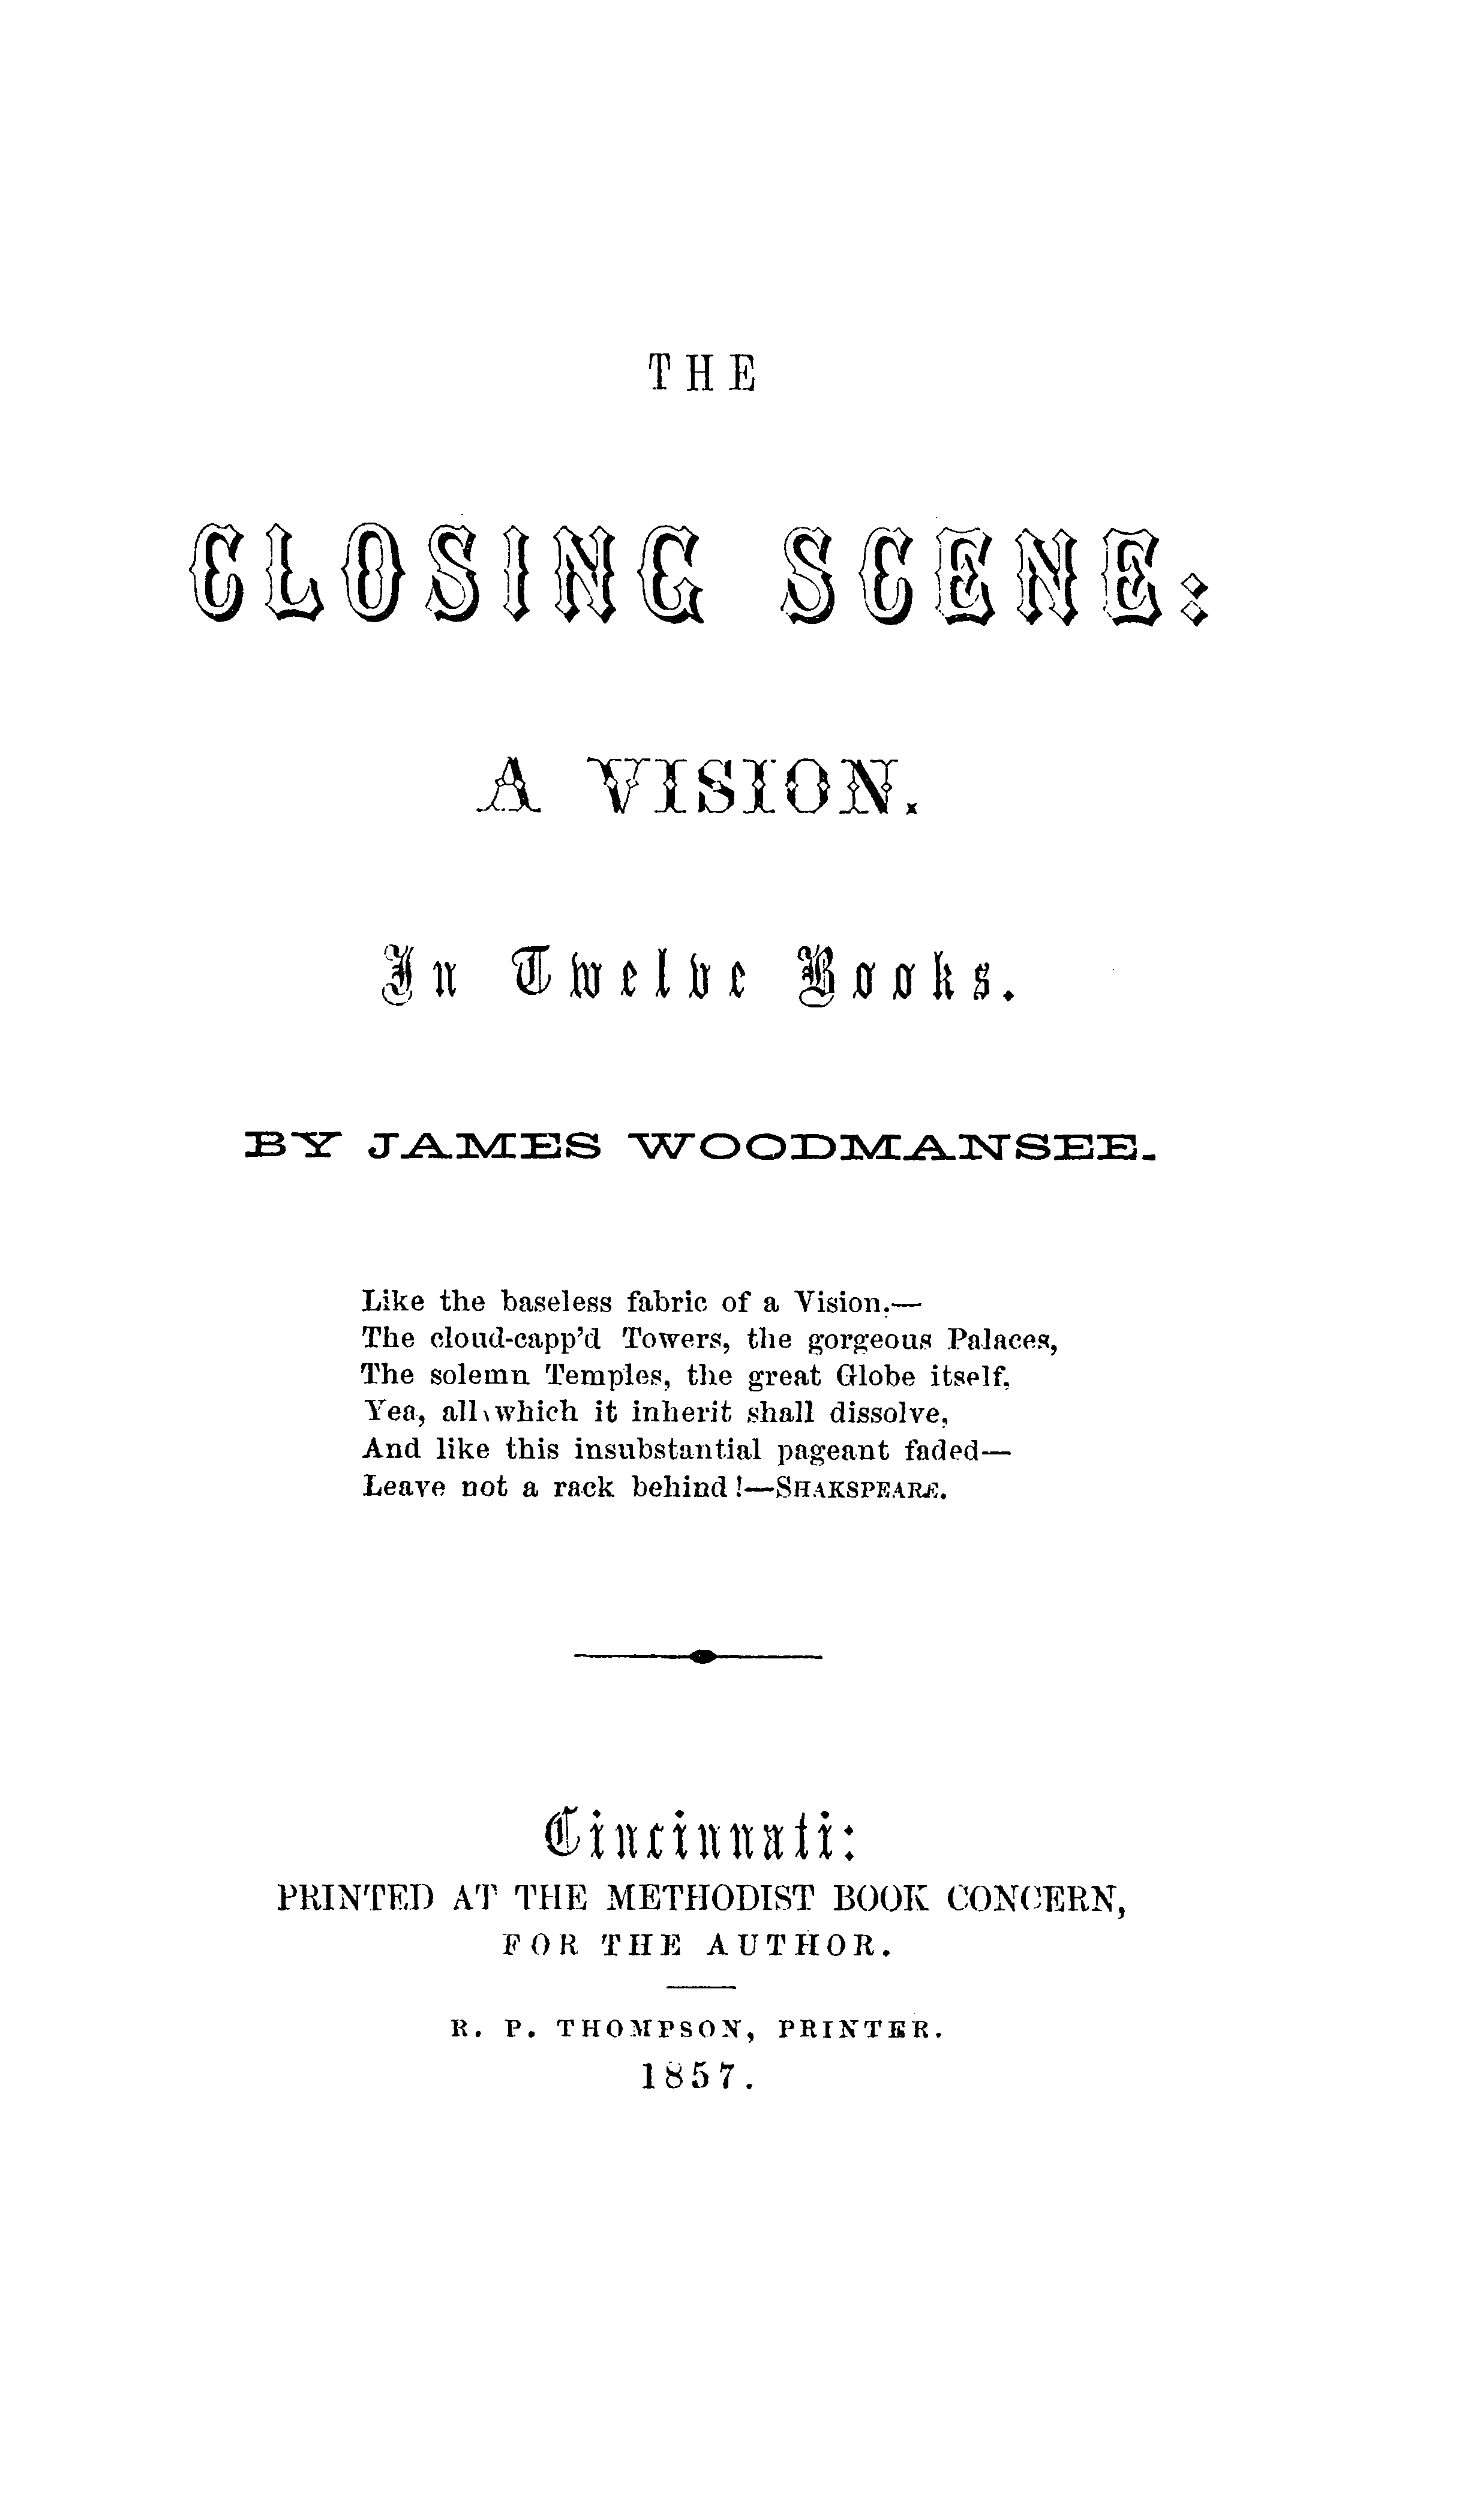 THE
CLOSING SCENE:
A VISION.
In Twelve Books.
BY JAMES WOODMANSEE.
Like the baseless fabric of a Vision.—
The cloud-capp'd Towers, the gorgeous Palaces,
The solemn Temples, the great Globe itself,
Yea, all which it inherit shall dissolve,
And like this insubstantial pageant faded—
Leave not a rack behind!—SHAKSPEARE.
Cincinnati:
PRINTED AT THE METHODIST BOOK CONCERN,
FOR THE AUTHOR.
R. P. THOMPSON, PRINTER.
1857.